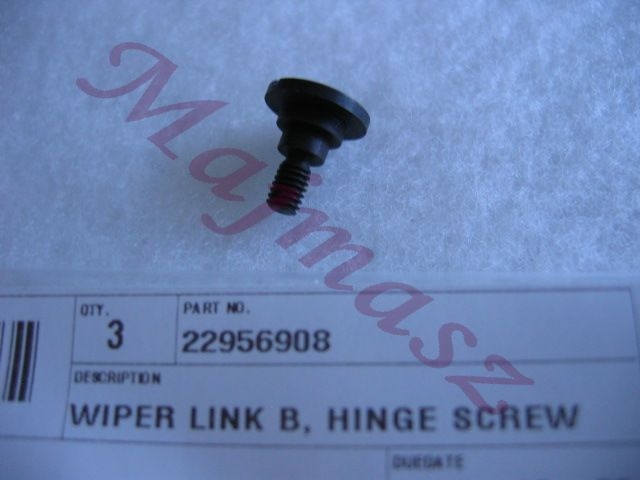 Majmasz
QTY.
3
PART NO.
22956908
DESCRIPTION
WIPER LINK B, HINGE SCREW
DUEDATE